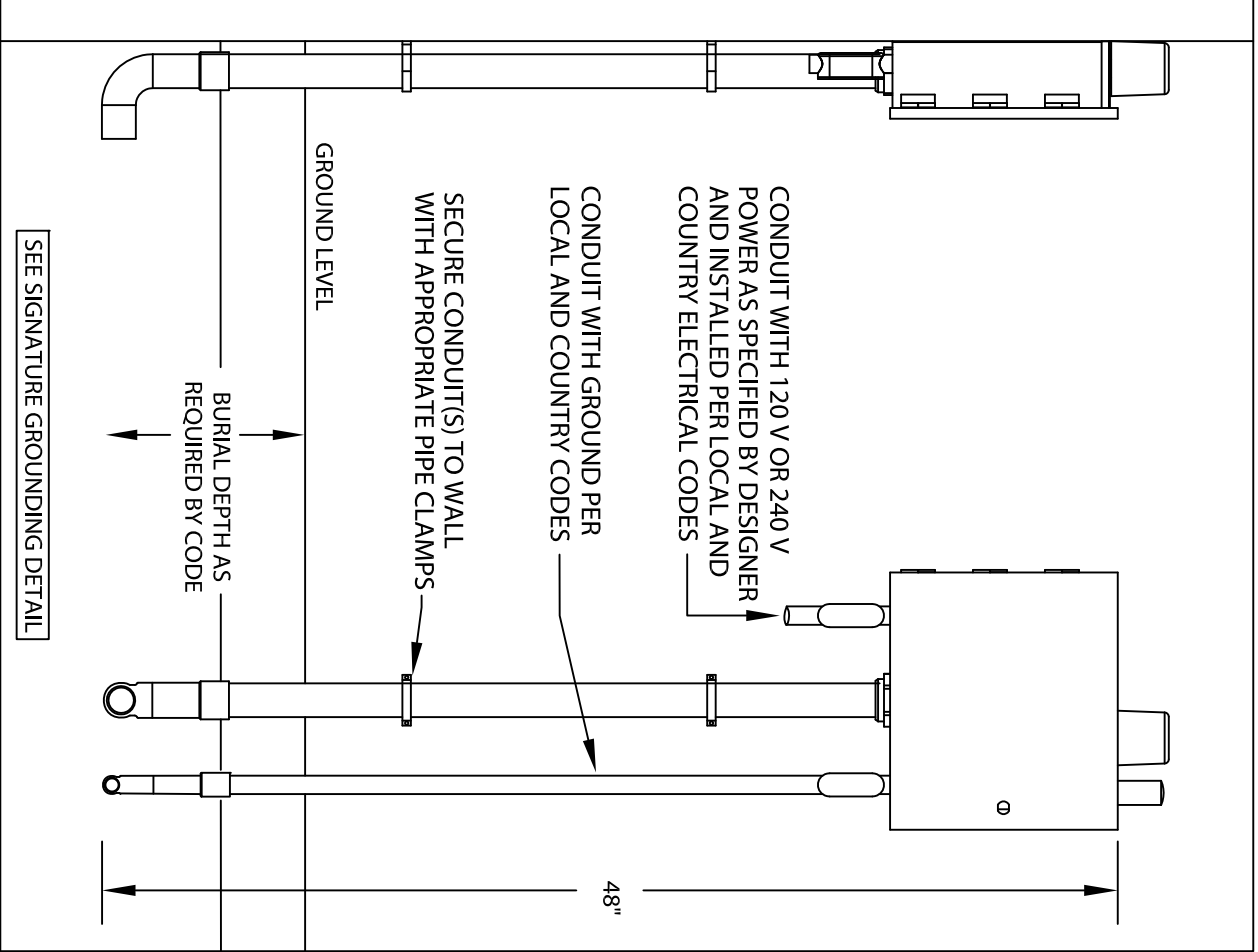 CONDUIT WITH 120 V OR 240 V
POWER AS SPECIFIED BY DESIGNER
AND INSTALLED PER LOCAL AND
COUNTRY ELECTRICAL CODES
CONDUIT WITH GROUND PER
LOCAL AND COUNTRY CODES
SECURE CONDUIT(S) TO WALL
WITH APPROPRIATE PIPE CLAMPS
48"
GROUND LEVEL
BURIAL DEPTH AS
REQUIRED BY CODE
SEE SIGNATURE GROUNDING DETAIL